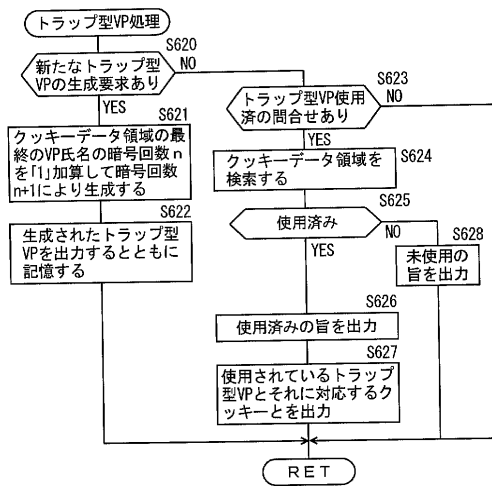 トラップ型VP処理
S620
新たなトラップ型
VPの生成要求あり
NO
YES
S621
クッキーデータ領域の最
終のVP氏名の暗号回数n
を「1」加算して暗号回数
n+1により生成する
S622
生成されたトラップ型
VPを出力するとともに
記憶する
S623
トラップ型VP使用
済の問合せあり
NO
YES
S624
クッキーデータ領域を
検索する
S625
使用済み
NO
YES
S628
未使用の
旨を出力
S626
使用済みの旨を出力
S627
使用されているトラップ
型VPとそれに対応する
クッキーとを出力
RET